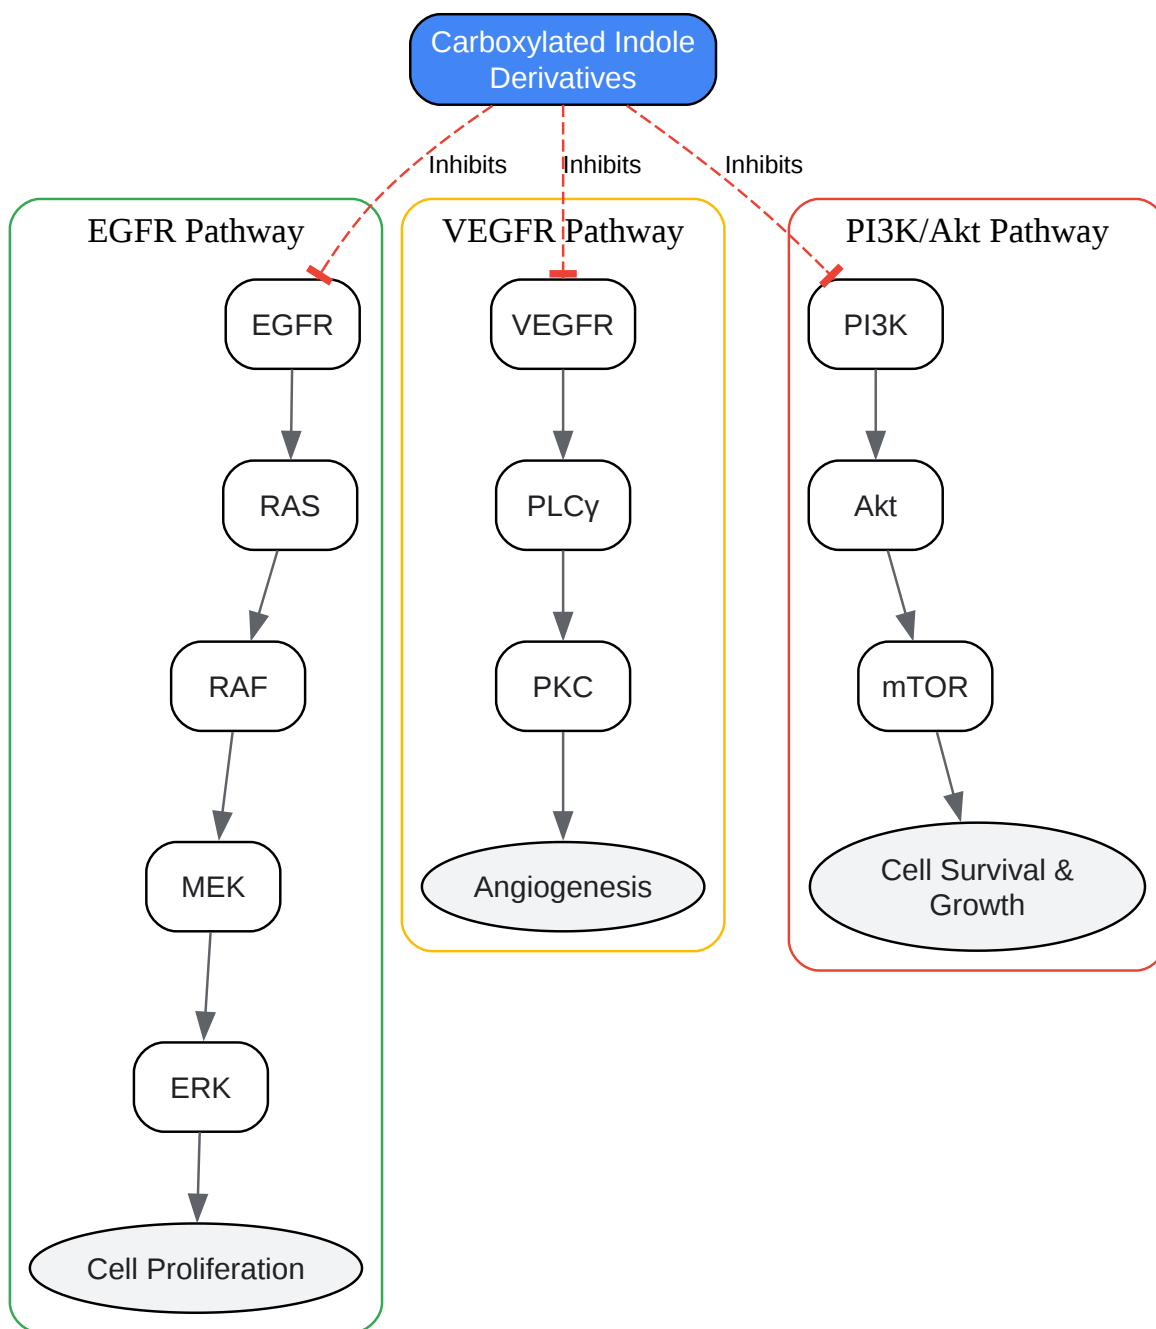 Carboxylated Indole
Derivatives
Inhibits
Inhibits
Inhibits
EGFR Pathway
EGFR
RAS
RAF
MEK
ERK
Cell Proliferation
VEGFR Pathway
VEGFR
PLCγ
PKC
Angiogenesis
PI3K/Akt Pathway
PI3K
Akt
mTOR
Cell Survival &
Growth